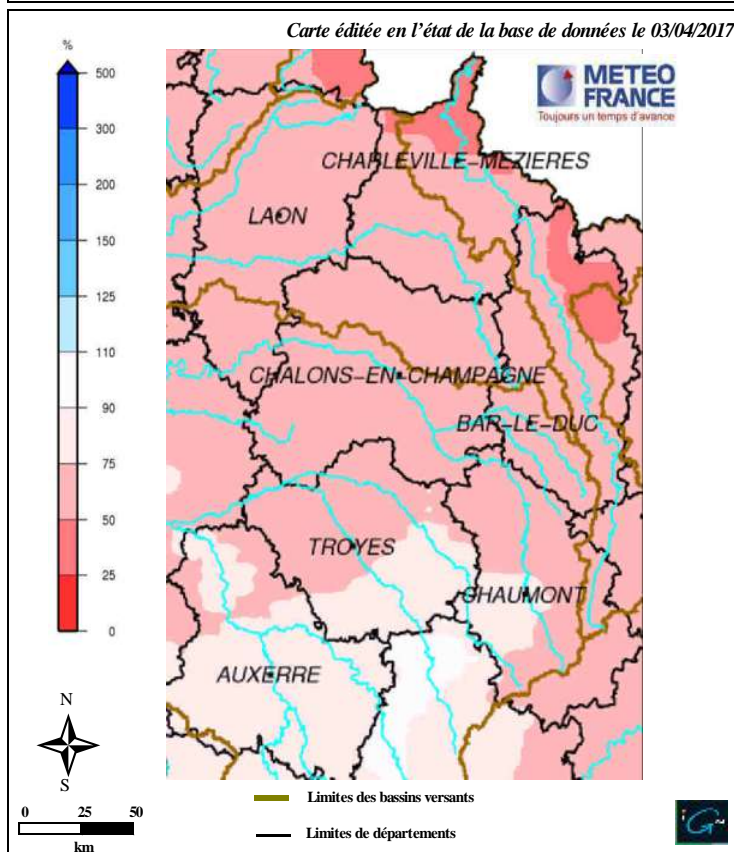 Carte éditée en l'état de la base de données le 03/04/2017
%
500
300
200
150
125
110
90
75
50
25
0
METEO
FRANCE
Toujours un temps d'avance
CHARLEVILLE-MEZIERES
LAON
CHALONS-EN-CHAMPAGNE
BAR-LE-DUC
TROYES
CHAUMONT
AUXERRE
N
S
0 25 50
km
Limites des bassins versants
Limites de départements